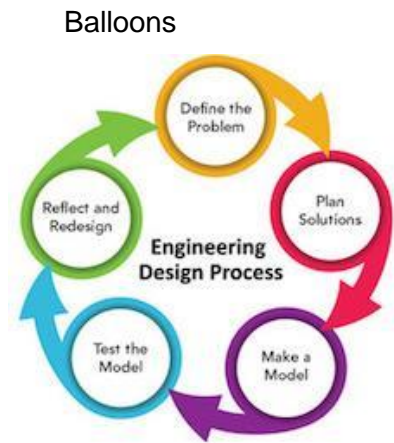 Balloons
Define the
Problem
Plan
Solutions
Make a
Model
Test the
Model
Reflect and
Redesign
Engineering
Design Process